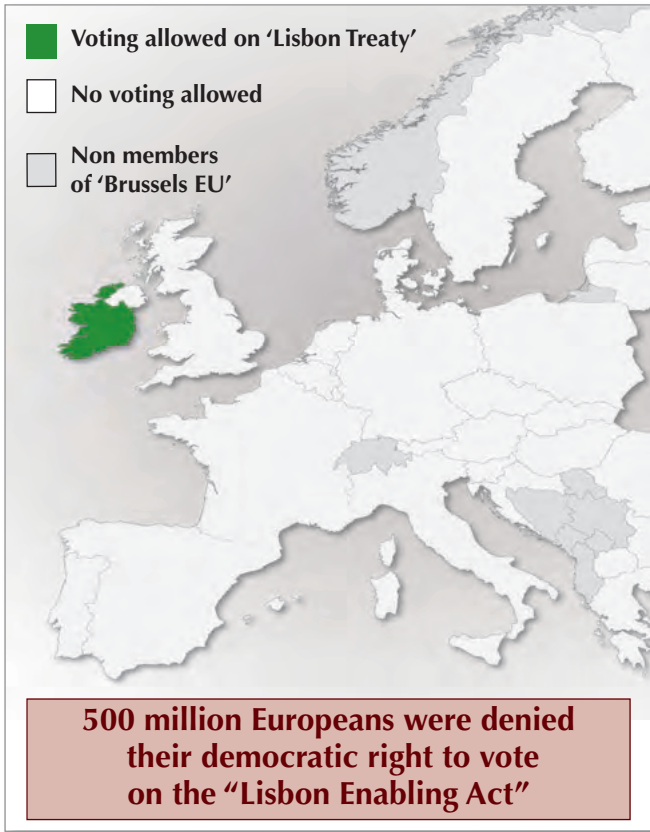 Voting allowed on ‘Lisbon Treaty’
No voting allowed
Non members
of ‘Brussels EU’
500 million Europeans were denied
their democratic right to vote
on the “Lisbon Enabling Act”